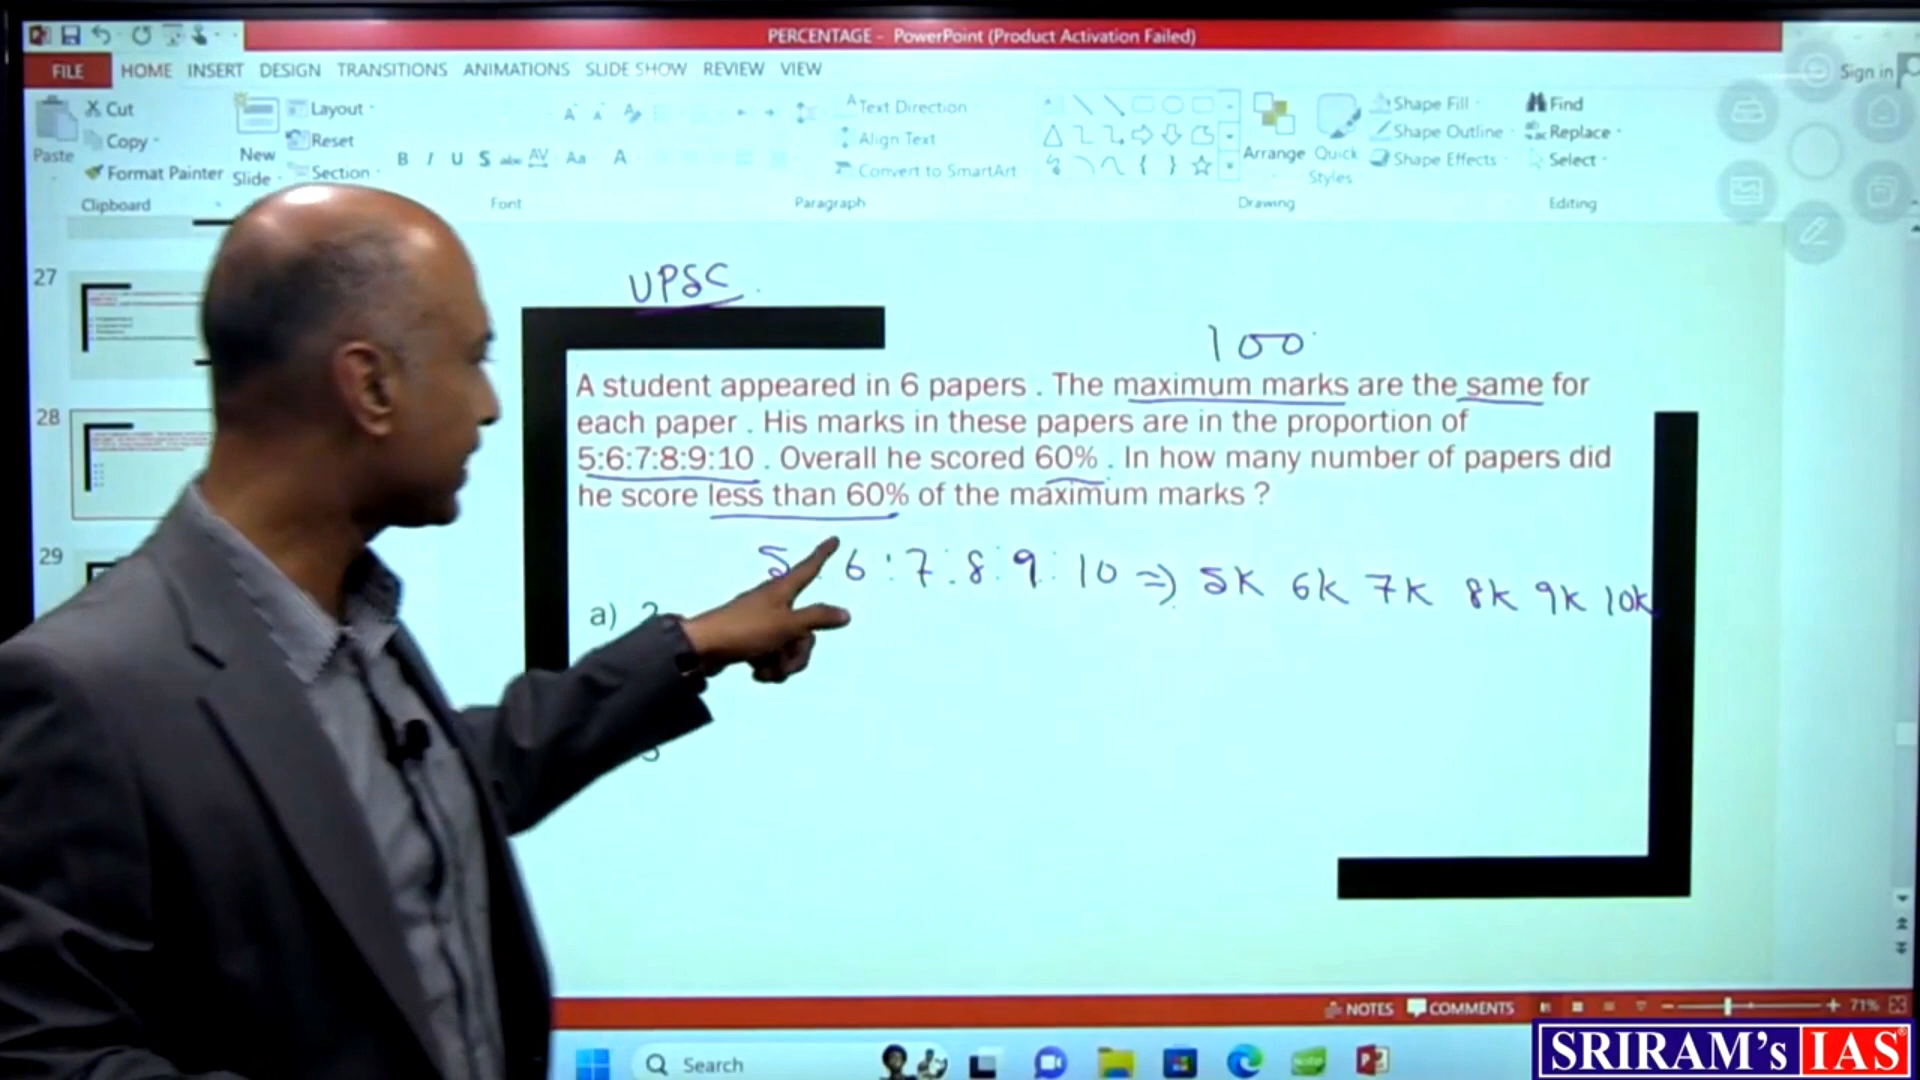 PERCENTAGE - PowerPoint (Product Activation Failed)
FILE HOME INSERT DESIGN TRANSITIONS ANIMATIONS SLIDE SHOW REVIEW VIEW Sign in
Cut
Copy
Format Painter
Paste
Clipboard
New Slide
Layout
Reset
Section
B I U S abc AV Aa A
Font
Text Direction
Align Text
Convert to SmartArt
Paragraph
Arrange
Quick Styles
Shape Fill
Shape Outline
Shape Effects
Drawing
Find
Replace
Select
Editing
27
28
29
UPSC
100
A student appeared in 6 papers . The maximum marks are the same for
each paper . His marks in these papers are in the proportion of
5:6:7:8:9:10 . Overall he scored 60% . In how many number of papers did
he score less than 60% of the maximum marks ?
5 : 6 : 7 : 8 : 9 : 10 => 5K 6K 7K 8K 9K 10K
a)
NOTES COMMENTS 71%
Search
SRIRAM's IAS